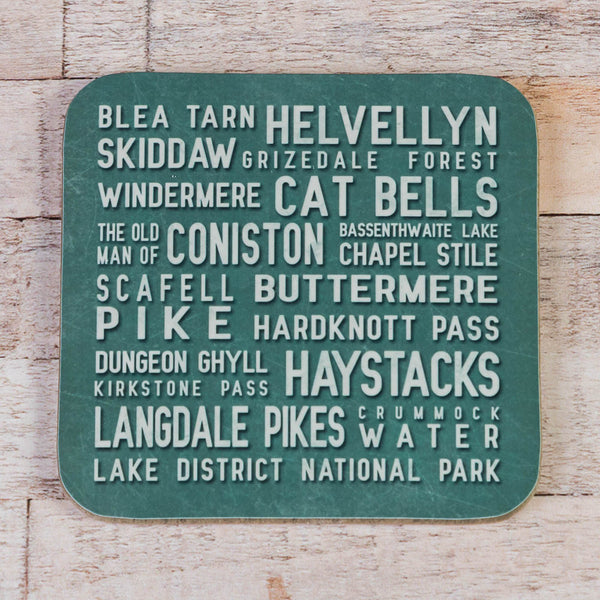 BLEA TARN HELVELLYN
SKIDDAW GRIZEDALE FOREST
WINDERMERE CAT BELLS
THE OLD MAN OF CONISTON
BASSENTHWAITE LAKE
CHAPEL STILE
SCAFELL PIKE
BUTTERMERE
HARDKNOTT PASS
DUNGEON GHYLL
KIRKSTONE PASS
HAYSTACKS
LANGDALE PIKES
CRUMMOCK
WATER
LAKE DISTRICT NATIONAL PARK